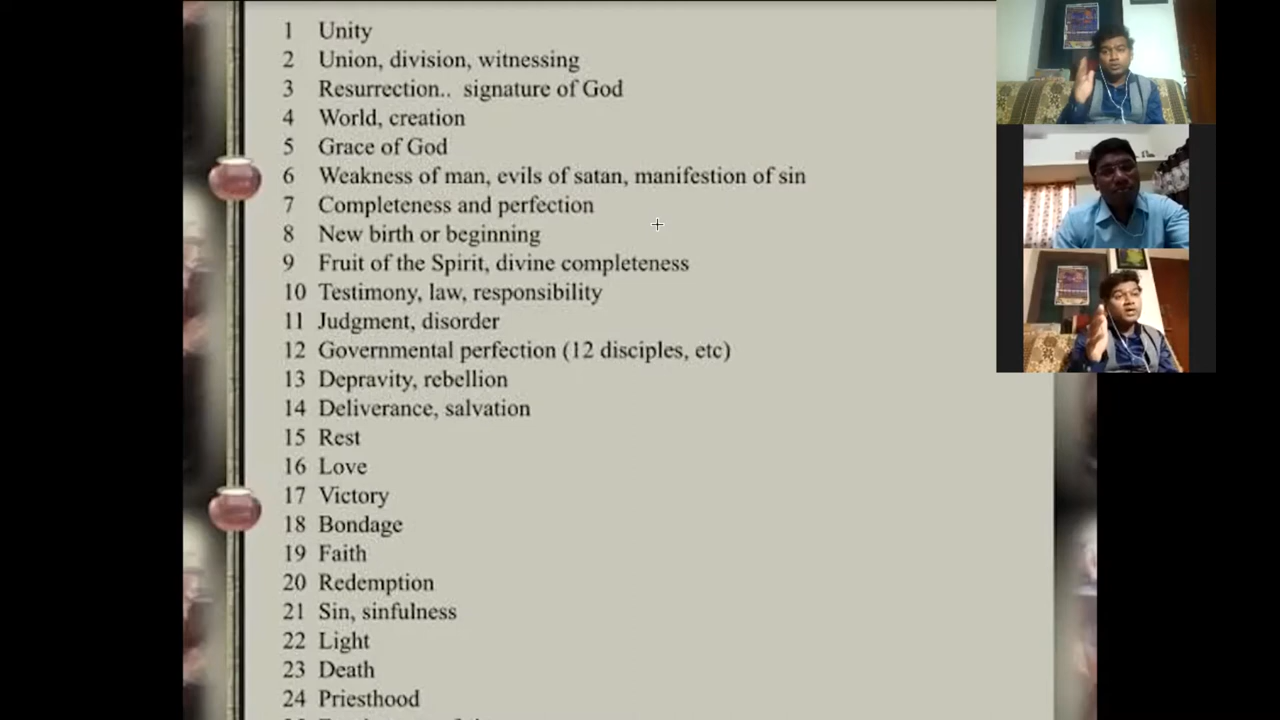 1 Unity
2 Union, division, witnessing
3 Resurrection.. signature of God
4 World, creation
5 Grace of God
6 Weakness of man, evils of satan, manifestion of sin
7 Completeness and perfection
8 New birth or beginning
9 Fruit of the Spirit, divine completeness
10 Testimony, law, responsibility
11 Judgment, disorder
12 Governmental perfection (12 disciples, etc)
13 Depravity, rebellion
14 Deliverance, salvation
15 Rest
16 Love
17 Victory
18 Bondage
19 Faith
20 Redemption
21 Sin, sinfulness
22 Light
23 Death
24 Priesthood